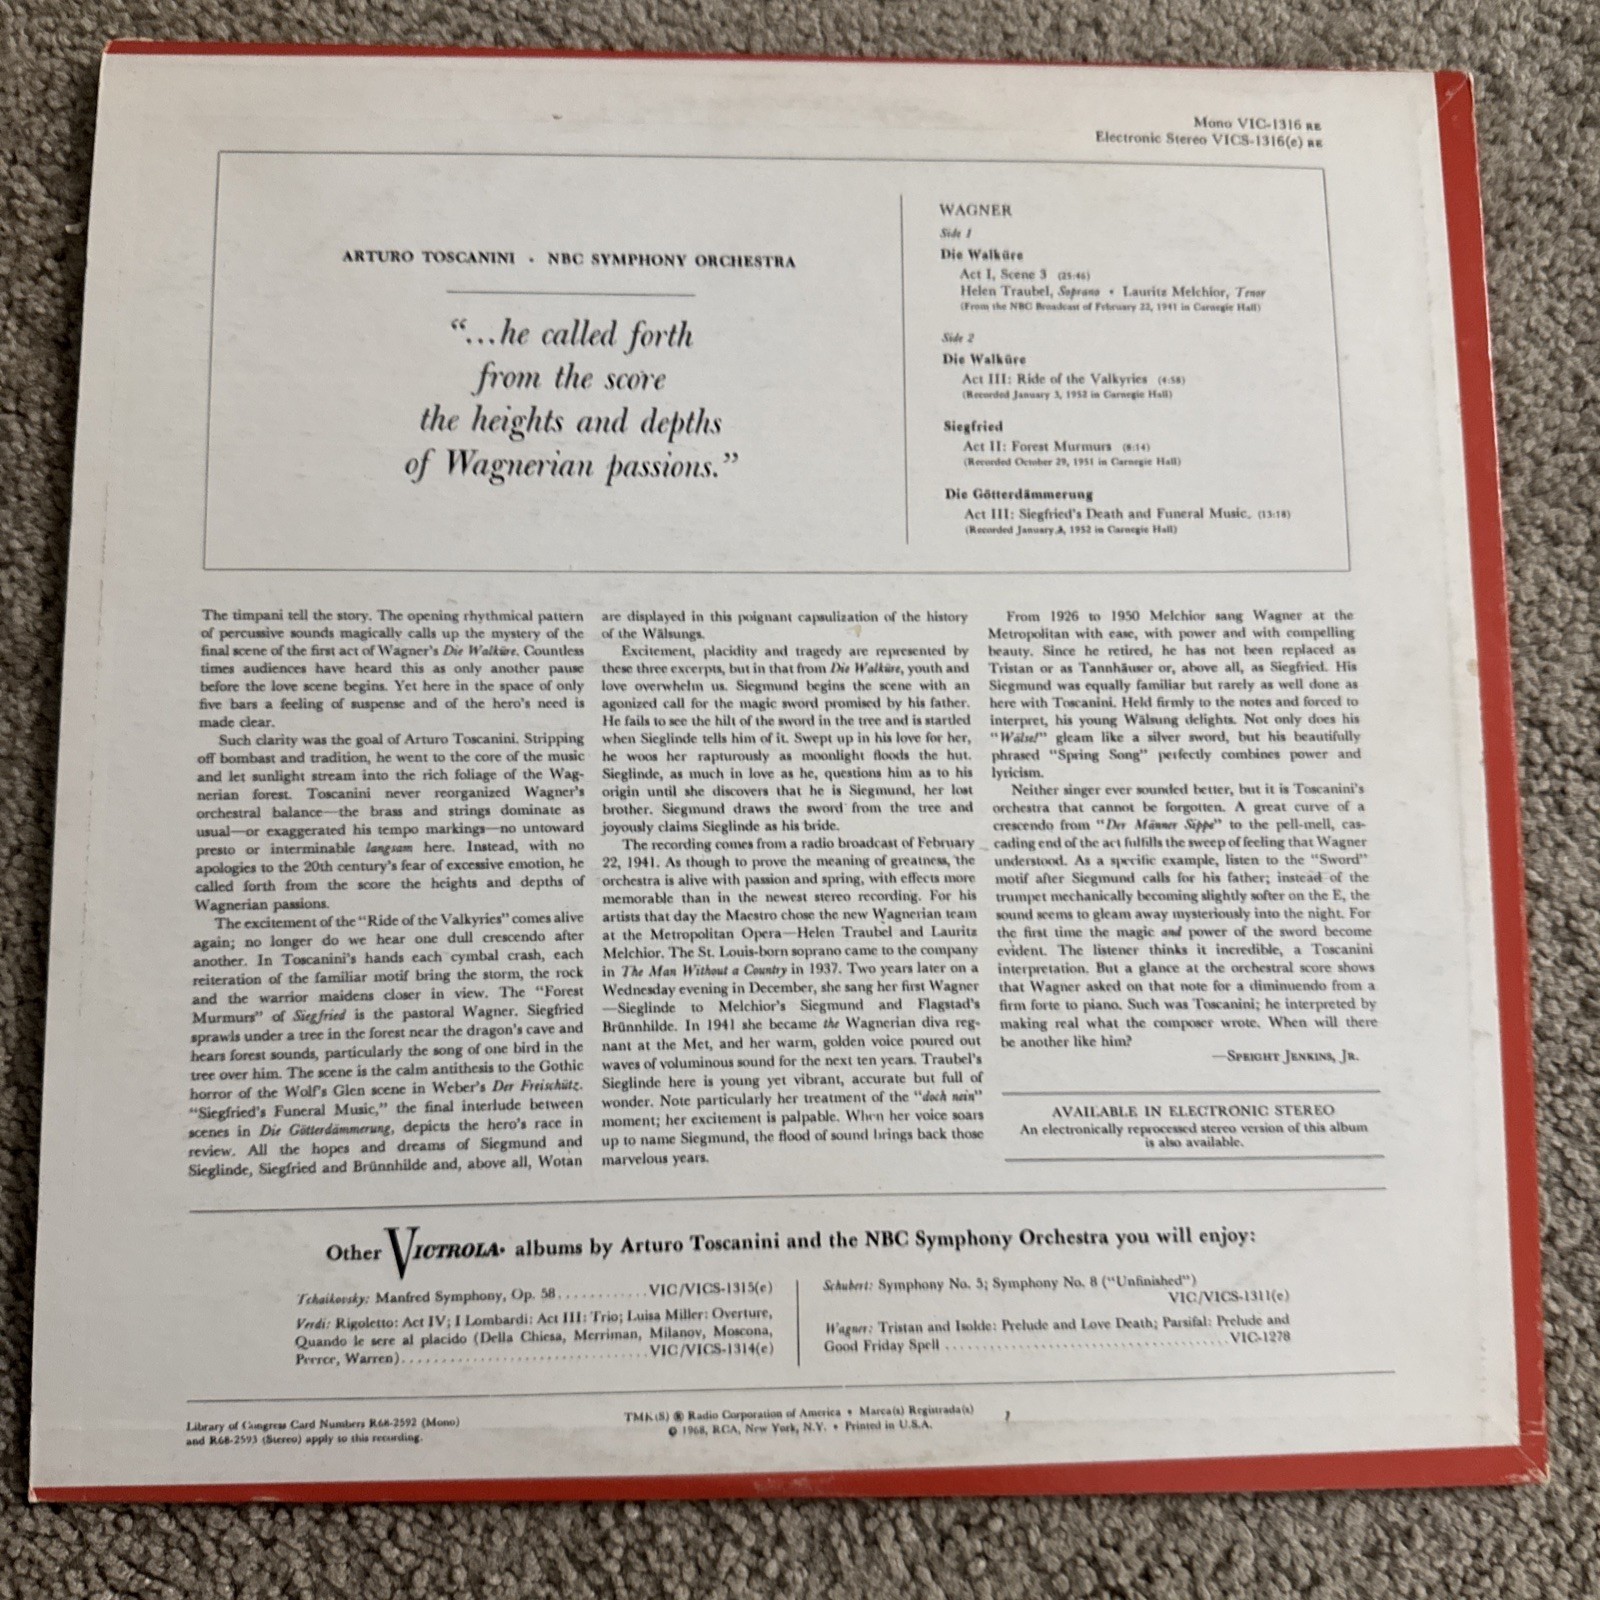 Mono VIC-1316 RE
Electronic Stereo VICS-1316(e) RE
ARTURO TOSCANINI • NBC SYMPHONY ORCHESTRA
“...he called forth
from the score
the heights and depths
of Wagnerian passions.”
WAGNER
Side 1
Die Walküre
Act I, Scene 3 (25:46)
Helen Traubel, Soprano • Lauritz Melchior, Tenor
(From the NBC Broadcast of February 22, 1941 in Carnegie Hall)
Side 2
Die Walküre
Act III: Ride of the Valkyries (4:58)
(Recorded January 3, 1952 in Carnegie Hall)
Siegfried
Act II: Forest Murmurs (8:14)
(Recorded October 29, 1951 in Carnegie Hall)
Die Götterdämmerung
Act III: Siegfried's Death and Funeral Music. (13:18)
(Recorded January 3, 1952 in Carnegie Hall)
The timpani tell the story. The opening rhythmical pattern
of percussive sounds magically calls up the mystery of the
final scene of the first act of Wagner's Die Walküre. Countless
times audiences have heard this as only another pause
before the love scene begins. Yet here in the space of only
five bars a feeling of suspense and of the hero's need is
made clear.
Such clarity was the goal of Arturo Toscanini. Stripping
off bombast and tradition, he went to the core of the music
and let sunlight stream into the rich foliage of the Wag-
nerian forest. Toscanini never reorganized Wagner's
orchestral balance—the brass and strings dominate as
usual—or exaggerated his tempo markings—no untoward
presto or interminable langsam here. Instead, with no
apologies to the 20th century's fear of excessive emotion, he
called forth from the score the heights and depths of
Wagnerian passions.
The excitement of the “Ride of the Valkyries” comes alive
again; no longer do we hear one dull crescendo after
another. In Toscanini's hands each cymbal crash, each
reiteration of the familiar motif bring the storm, the rock
and the warrior maidens closer in view. The “Forest
Murmurs” of Siegfried is the pastoral Wagner. Siegfried
sprawls under a tree in the forest near the dragon's cave and
hears forest sounds, particularly the song of one bird in the
tree over him. The scene is the calm antithesis to the Gothic
horror of the Wolf's Glen scene in Weber's Der Freischütz.
“Siegfried's Funeral Music,” the final interlude between
scenes in Die Götterdämmerung, depicts the hero's race in
review. All the hopes and dreams of Siegmund and
Sieglinde, Siegfried and Brünnhilde and, above all, Wotan
are displayed in this poignant capsulization of the history
of the Wälsungs.
Excitement, placidity and tragedy are represented by
these three excerpts, but in that from Die Walküre, youth and
love overwhelm us. Siegmund begins the scene with an
agonized call for the magic sword promised by his father.
He fails to see the hilt of the sword in the tree and is startled
when Sieglinde tells him of it. Swept up in his love for her,
he woos her rapturously as moonlight floods the hut.
Sieglinde, as much in love as he, questions him as to his
origin until she discovers that he is Siegmund, her lost
brother. Siegmund draws the sword from the tree and
joyously claims Sieglinde as his bride.
The recording comes from a radio broadcast of February
22, 1941. As though to prove the meaning of greatness, the
orchestra is alive with passion and spring, with effects more
memorable than in the newest stereo recording. For his
artists that day the Maestro chose the new Wagnerian team
at the Metropolitan Opera—Helen Traubel and Lauritz
Melchior. The St. Louis-born soprano came to the company
in The Man Without a Country in 1937. Two years later on a
Wednesday evening in December, she sang her first Wagner
—Sieglinde to Melchior's Siegmund and Flagstad's
Brünnhilde. In 1941 she became the Wagnerian diva reg-
nant at the Met, and her warm, golden voice poured out
waves of voluminous sound for the next ten years. Traubel's
Sieglinde here is young yet vibrant, accurate but full of
wonder. Note particularly her treatment of the “doch nein”
moment; her excitement is palpable. When her voice soars
up to name Siegmund, the flood of sound brings back those
marvelous years.
From 1926 to 1950 Melchior sang Wagner at the
Metropolitan with ease, with power and with compelling
beauty. Since he retired, he has not been replaced as
Tristan or as Tannhäuser or, above all, as Siegfried. His
Siegmund was equally familiar but rarely as well done as
here with Toscanini. Held firmly to the notes and forced to
interpret, his young Wälsung delights. Not only does his
“Wälse!” gleam like a silver sword, but his beautifully
phrased “Spring Song” perfectly combines power and
lyricism.
Neither singer ever sounded better, but it is Toscanini's
orchestra that cannot be forgotten. A great curve of a
crescendo from “Der Männer Sippe” to the pell-mell, cas-
cading end of the act fulfills the sweep of feeling that Wagner
understood. As a specific example, listen to the “Sword”
motif after Siegmund calls for his father; instead of the
trumpet mechanically becoming slightly softer on the E, the
sound seems to gleam away mysteriously into the night. For
the first time the magic and power of the sword become
evident. The listener thinks it incredible, a Toscanini
interpretation. But a glance at the orchestral score shows
that Wagner asked on that note for a diminuendo from a
firm forte to piano. Such was Toscanini; he interpreted by
making real what the composer wrote. When will there
be another like him?
—SPEIGHT JENKINS, JR.
AVAILABLE IN ELECTRONIC STEREO
An electronically reprocessed stereo version of this album
is also available.
Other VICTROLA® albums by Arturo Toscanini and the NBC Symphony Orchestra you will enjoy:
Tchaikovsky: Manfred Symphony, Op. 58............VIC/VICS-1315(e)
Verdi: Rigoletto: Act IV; I Lombardi: Act III: Trio; Luisa Miller: Overture,
Quando le sere al placido (Della Chiesa, Merriman, Milanov, Moscona,
Peerce, Warren)..............................VIC/VICS-1314(e)
Schubert: Symphony No. 5; Symphony No. 8 (“Unfinished”)
VIC/VICS-1311(e)
Wagner: Tristan and Isolde: Prelude and Love Death; Parsifal: Prelude and
Good Friday Spell..............................VIC-1278
Library of Congress Card Numbers R68-2592 (Mono)
and R68-2593 (Stereo) apply to this recording.
TMK(S) ® Radio Corporation of America • Marca(s) Registrada(s)
© 1968, RCA, New York, N.Y. • Printed in U.S.A.